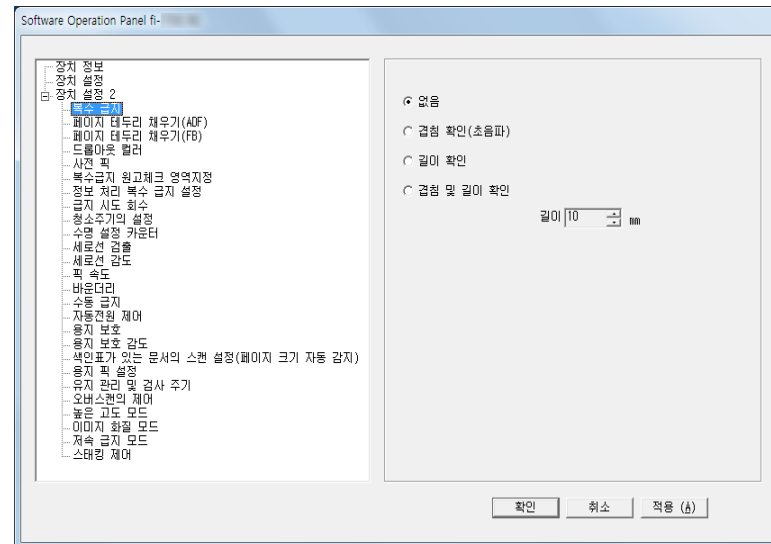 Software Operation Panel fi-
장치 정보
장치 설정
장치 설정 2
복수 급지
페이지 테두리 채우기(ADF)
페이지 테두리 채우기(FB)
드롭아웃 컬러
사전 픽
복수급지 원고체크 영역지정
정보 처리 복수 급지 설정
급지 시도 회수
청소주기의 설정
수명 설정 카운터
세로선 검출
세로선 감도
픽 속도
바운더리
수동 급지
자동전원 제어
용지 보호
용지 보호 감도
색인표가 있는 문서의 스캔 설정(페이지 크기 자동 감지)
용지 픽 설정
유지 관리 및 검사 주기
오버스캔의 제어
높은 고도 모드
이미지 화질 모드
저속 급지 모드
스태킹 제어
없음
겹침 확인(초음파)
길이 확인
겹침 및 길이 확인
길이 10 mm
확인 취소 적용 (A)